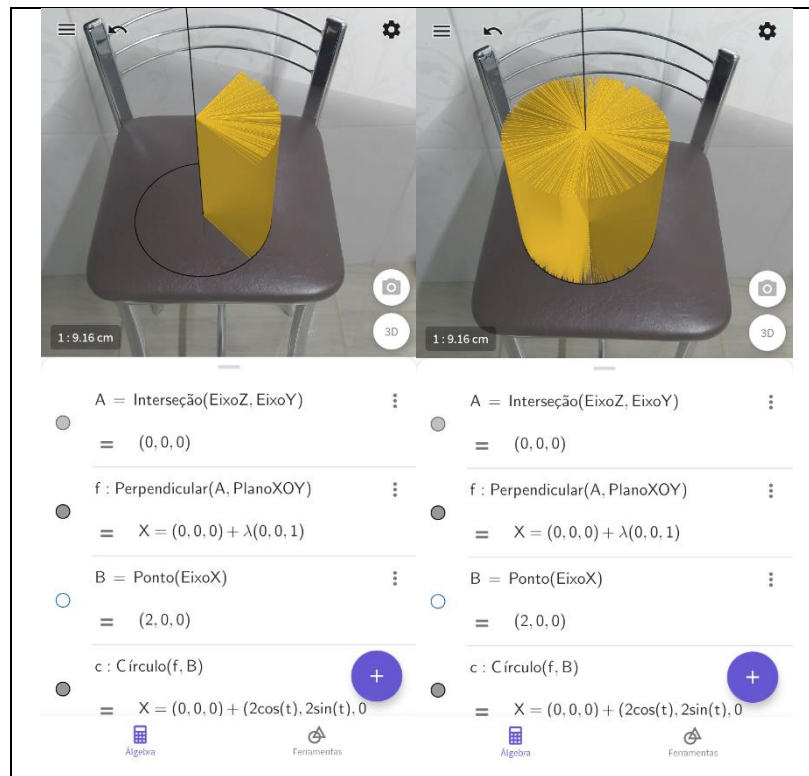 1 : 9.16 cm
3D
A = Interseção(EixoZ, EixoY)
= (0, 0, 0)
f : Perpendicular(A, PlanoXOY)
= X = (0, 0, 0) + λ(0, 0, 1)
B = Ponto(EixoX)
= (2, 0, 0)
c : Círculo(f, B)
= X = (0, 0, 0) + (2cos(t), 2sin(t), 0
+
Álgebra
Ferramentas
1 : 9.16 cm
3D
A = Interseção(EixoZ, EixoY)
= (0, 0, 0)
f : Perpendicular(A, PlanoXOY)
= X = (0, 0, 0) + λ(0, 0, 1)
B = Ponto(EixoX)
= (2, 0, 0)
c : Círculo(f, B)
= X = (0, 0, 0) + (2cos(t), 2sin(t), 0
+
Álgebra
Ferramentas